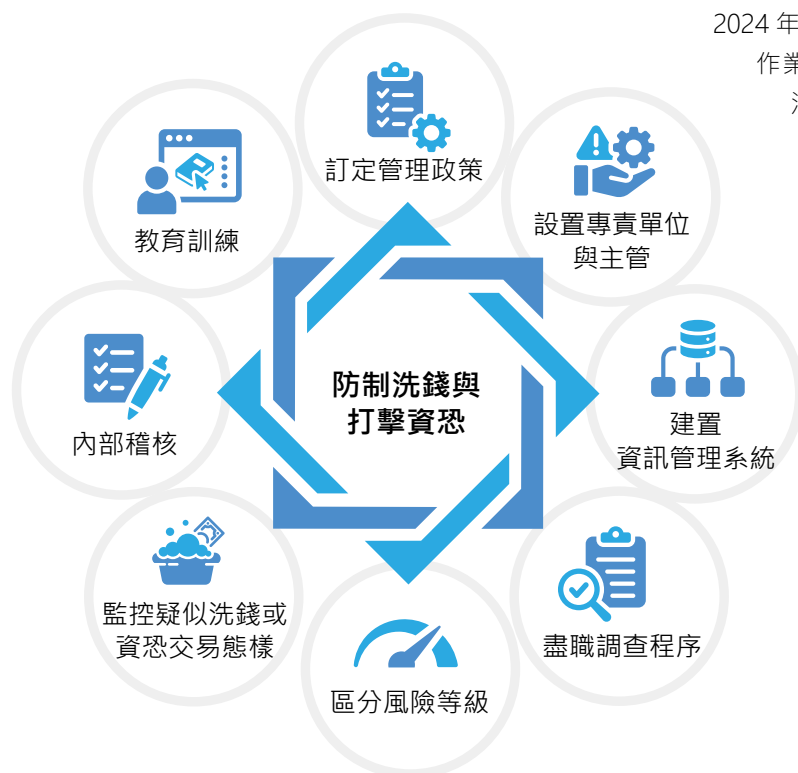 2024 年
作業
訂定管理政策
設置專責單位
與主管
建置
資訊管理系統
盡職調查程序
區分風險等級
監控疑似洗錢或
資恐交易態樣
內部稽核
教育訓練
防制洗錢與
打擊資恐